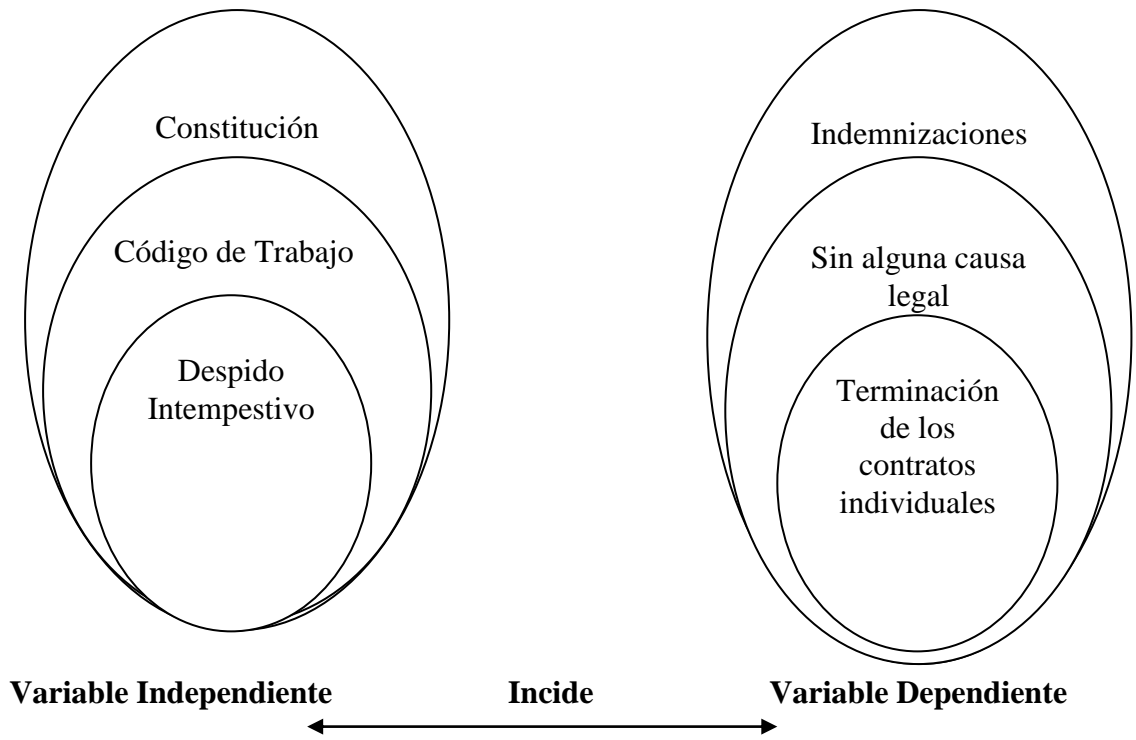 Constitución
Código de Trabajo
Despido
Intempestivo
Indemnizaciones
Sin alguna causa
legal
Terminación
de los
contratos
individuales
Variable Independiente
Incide
Variable Dependiente